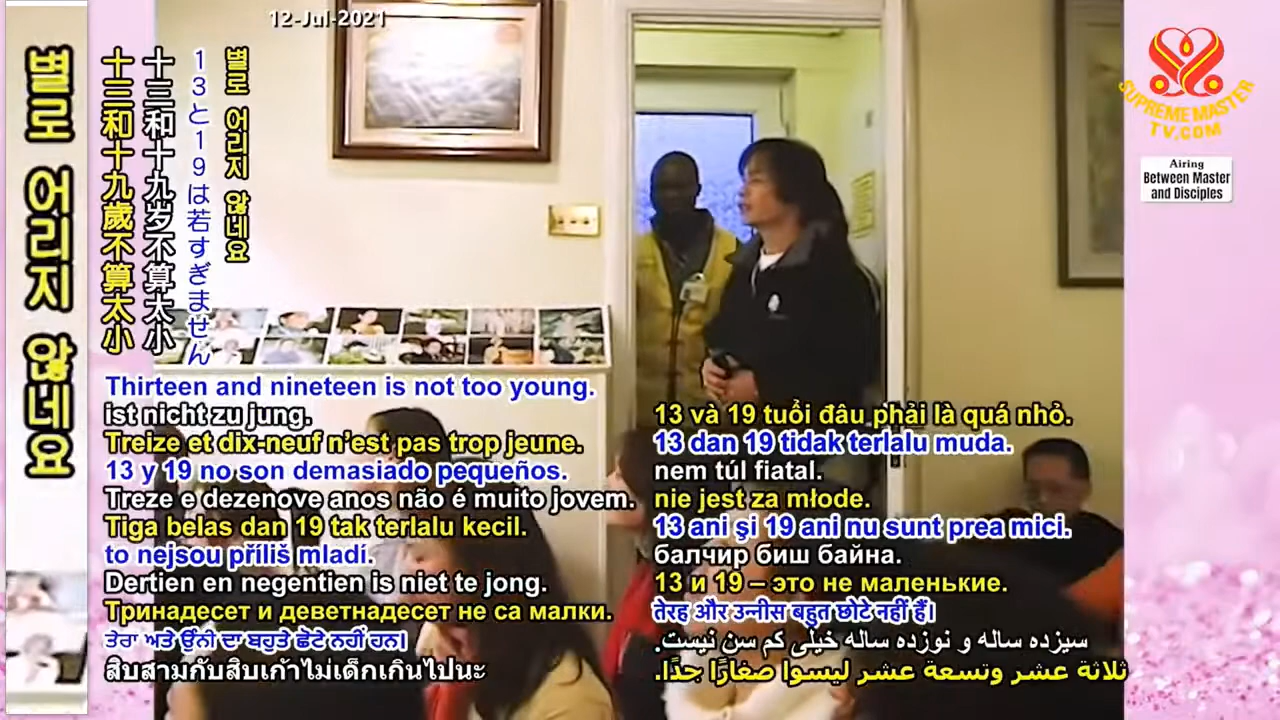 12-Jul-2021
SUPREME MASTER
TV.COM
Airing
Between Master
and Disciples
별로 어리지 않네요
十三和十九歲不算太小
十三和十九岁不算太小
13と19は若すぎません
별로 어리지 않네요
Thirteen and nineteen is not too young.
ist nicht zu jung.
Treize et dix-neuf n'est pas trop jeune.
13 y 19 no son demasiado pequeños.
Treze e dezenove anos não é muito jovem.
Tiga belas dan 19 tak terlalu kecil.
to nejsou příliš mladí.
Dertien en negentien is niet te jong.
Тринадесет и деветнадесет не са малки.
ਤੇਰਾ ਅਤੇ ਉੰਨੀ ਦਾ ਬਹੁਤੇ ਛੋਟੇ ਨਹੀਂ ਹਨ|
สิบสามกับสิบเก้าไม่เด็กเกินไปนะ
13 và 19 tuổi đâu phải là quá nhỏ.
13 dan 19 tidak terlalu muda.
nem túl fiatal.
nie jest za młode.
13 ani şi 19 ani nu sunt prea mici.
балчир биш байна.
13 и 19 – это не маленькие.
तेरह और उन्नीस बहुत छोटे नहीं हैं|
سیزده ساله و نوزده ساله خیلی کم سن نیست.
ثلاثة عشر وتسعة عشر ليسوا صغارًا جدًا.